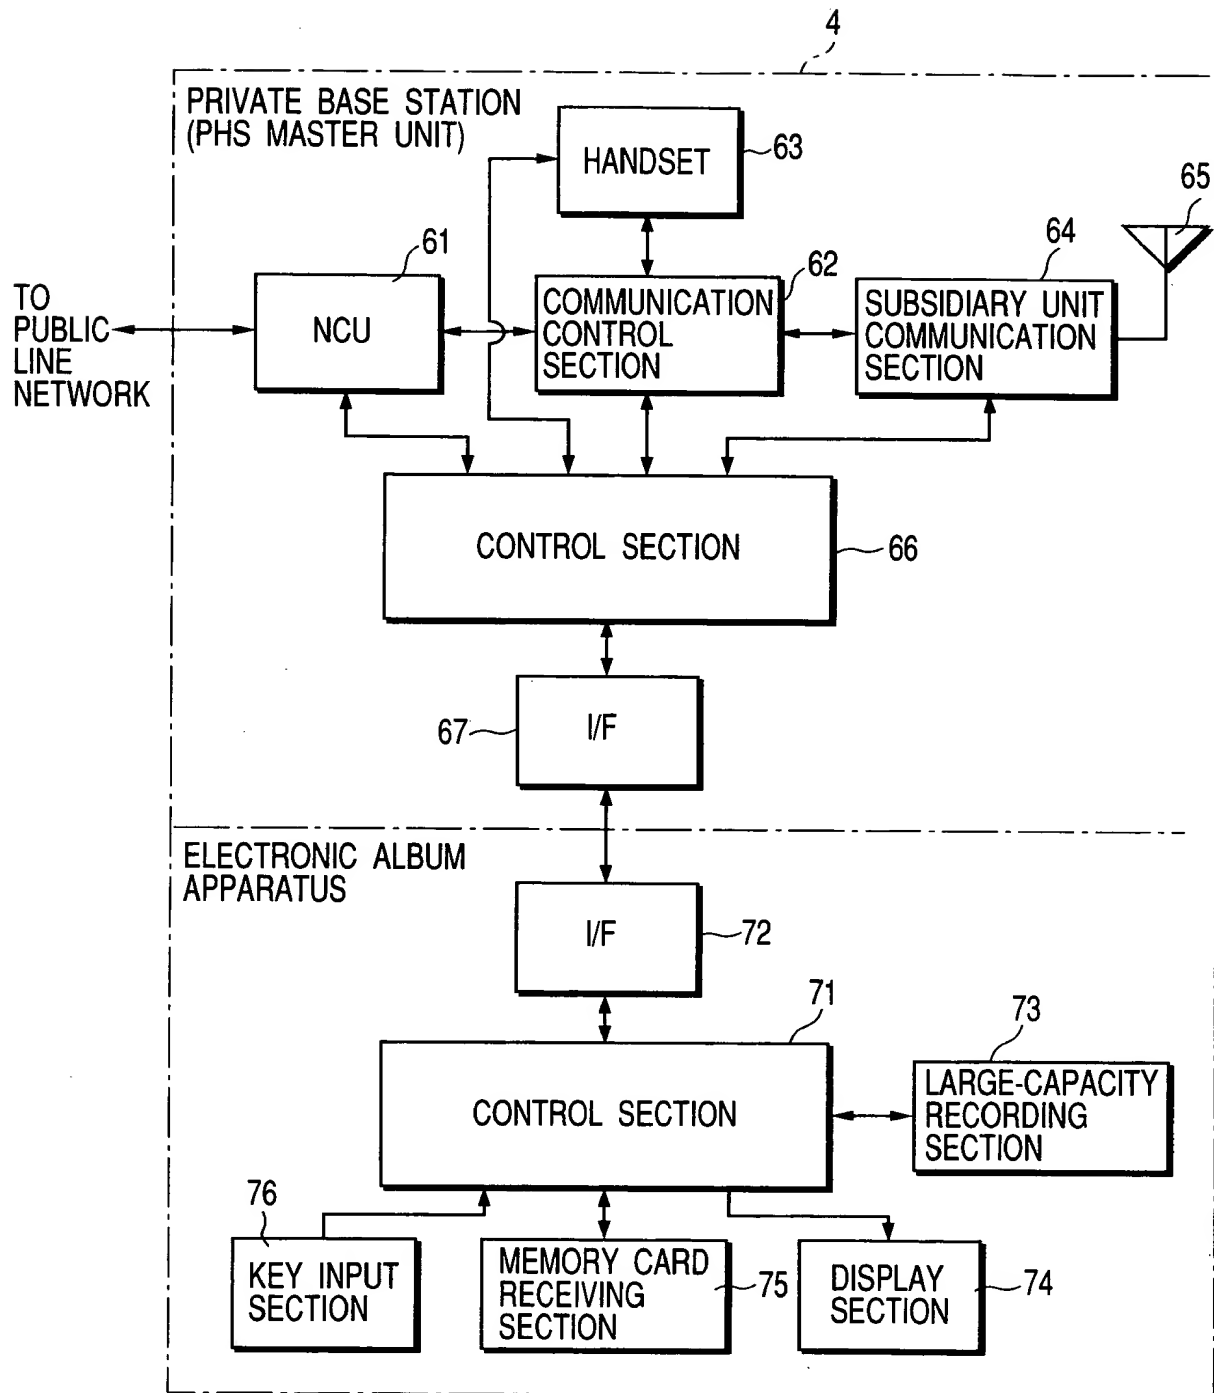 4
PRIVATE BASE STATION
(PHS MASTER UNIT)
HANDSET
63
65
61
62
64
TO
PUBLIC
LINE
NETWORK
NCU
COMMUNICATION
CONTROL
SECTION
SUBSIDIARY UNIT
COMMUNICATION
SECTION
CONTROL SECTION
66
I/F
67
ELECTRONIC ALBUM
APPARATUS
I/F
72
71
73
CONTROL SECTION
LARGE-CAPACITY
RECORDING
SECTION
76
KEY INPUT
SECTION
MEMORY CARD
RECEIVING
SECTION
75
DISPLAY
SECTION
74